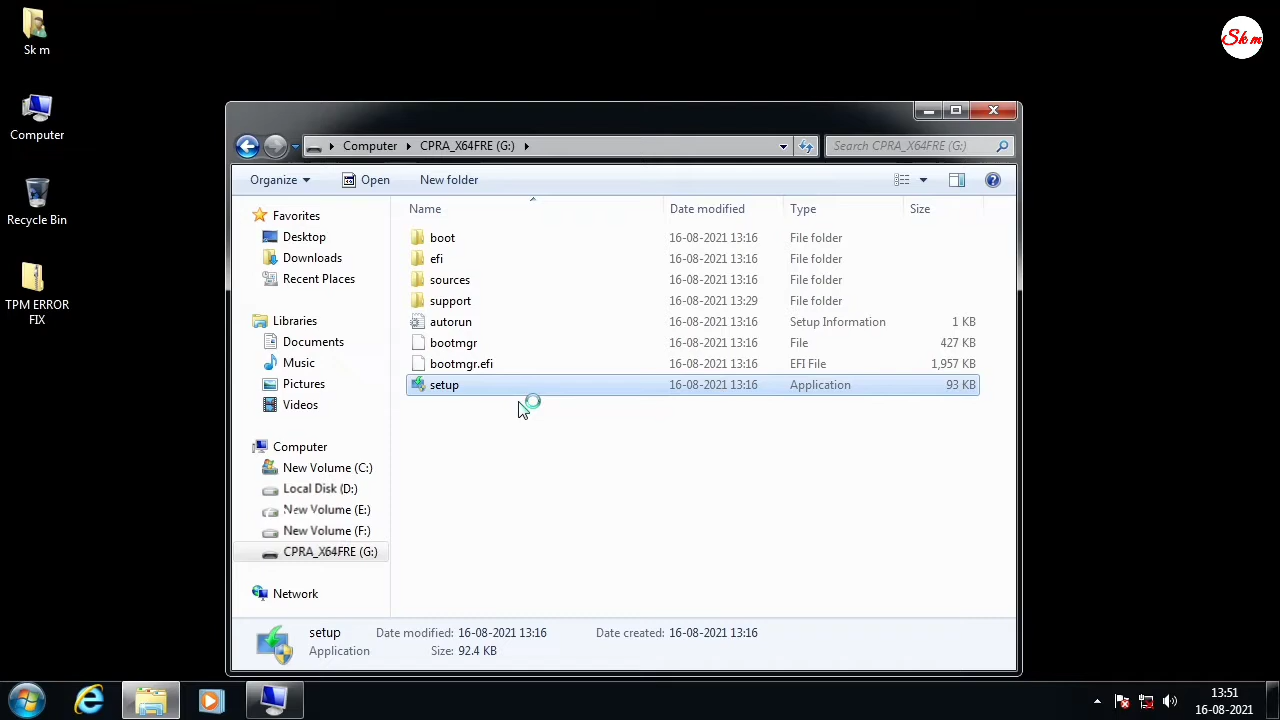 Sk m
Computer
Recycle Bin
TPM ERROR
FIX
Sk m
Computer
CPRA_X64FRE (G:)
Search CPRA_X64FRE (G:)
Organize
Open
New folder
Favorites
Desktop
Downloads
Recent Places
Libraries
Documents
Music
Pictures
Videos
Computer
New Volume (C:)
Local Disk (D:)
New Volume (E:)
New Volume (F:)
CPRA_X64FRE (G:)
Network
Name Date modified Type Size
boot 16-08-2021 13:16 File folder
efi 16-08-2021 13:16 File folder
sources 16-08-2021 13:16 File folder
support 16-08-2021 13:29 File folder
autorun 16-08-2021 13:16 Setup Information 1 KB
bootmgr 16-08-2021 13:16 File 427 KB
bootmgr.efi 16-08-2021 13:16 EFI File 1,957 KB
setup 16-08-2021 13:16 Application 93 KB
setup Date modified: 16-08-2021 13:16 Date created: 16-08-2021 13:16
Application Size: 92.4 KB
13:51
16-08-2021